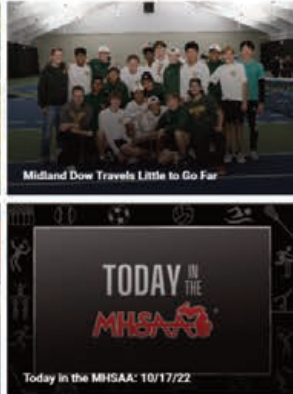 Midland Dow Travels Little to Go Far
TODAY IN THE
MHSAA
Today in the MHSAA: 10/17/22